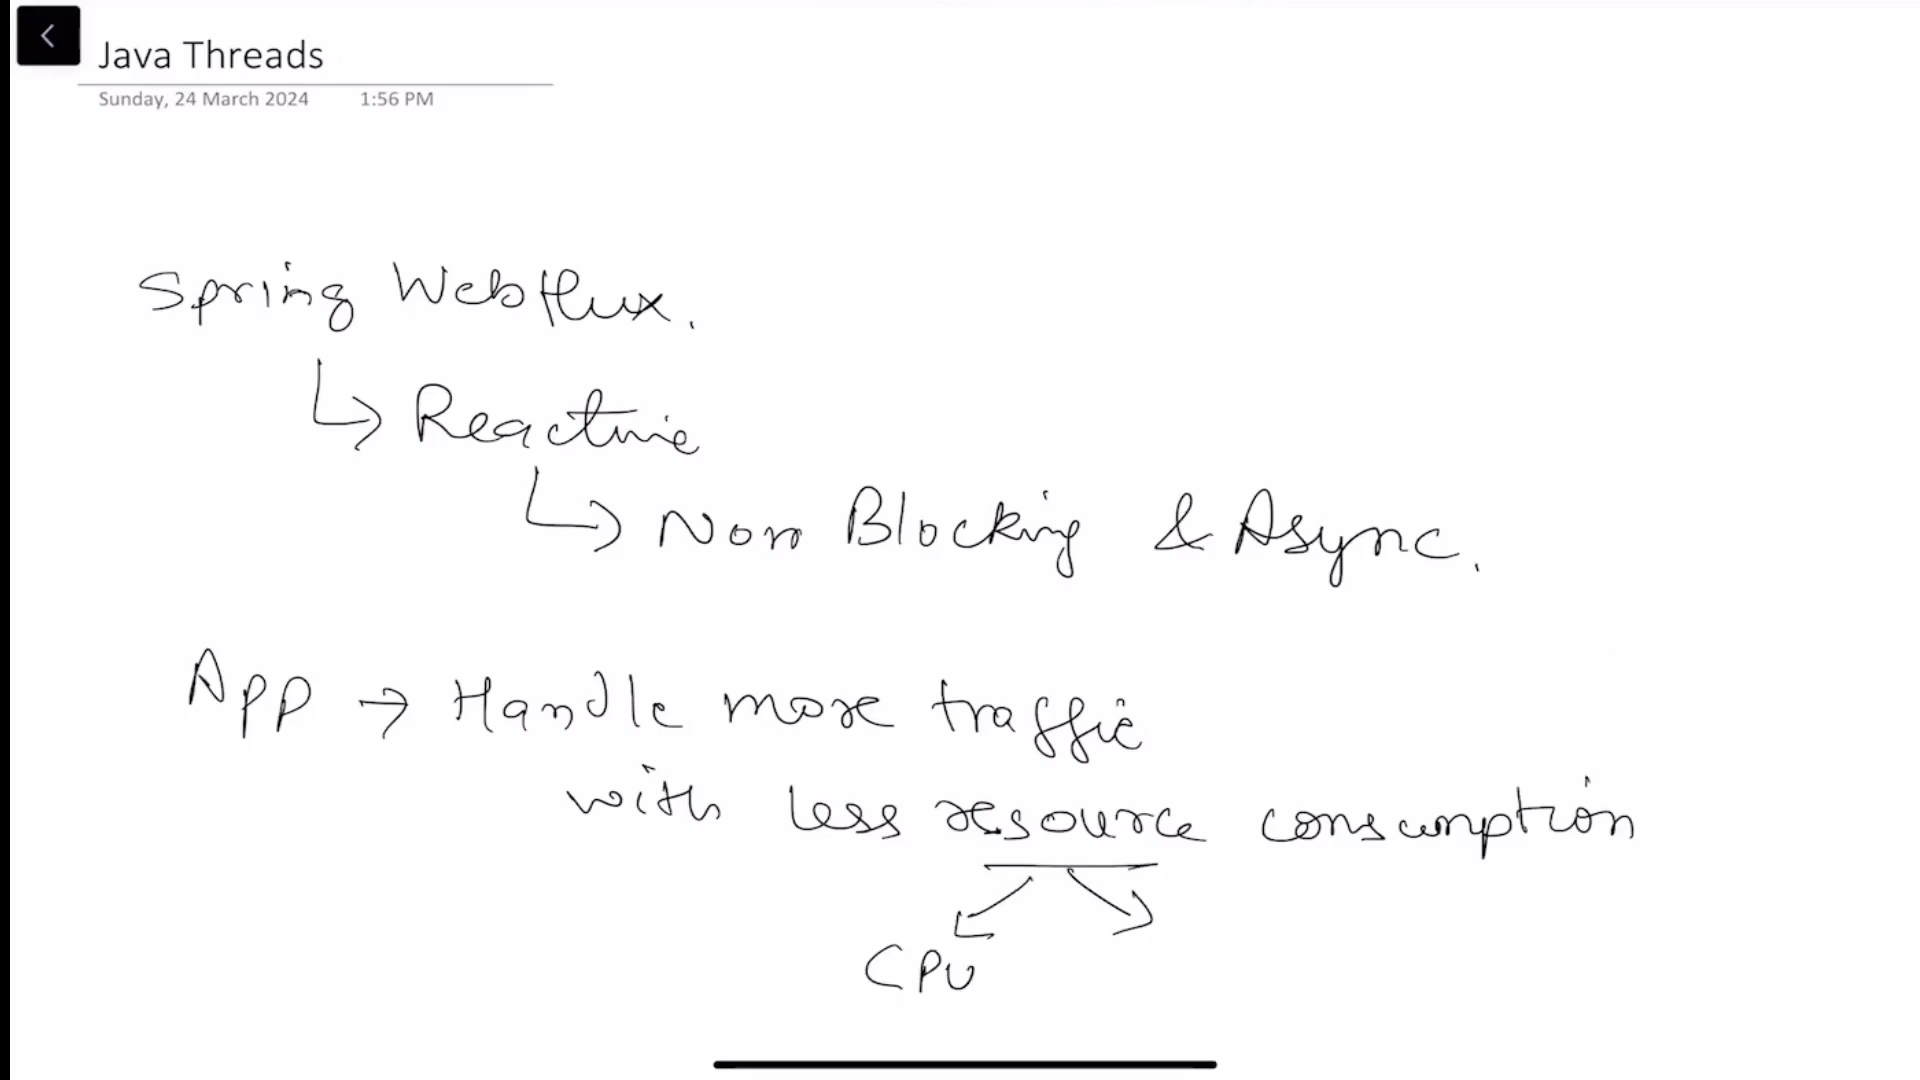 Java Threads
Sunday, 24 March 2024 1:56 PM
Spring Webflux.
Reactive
Non Blocking & Async.
App → Handle more traffic
with less resource consumption
CPU